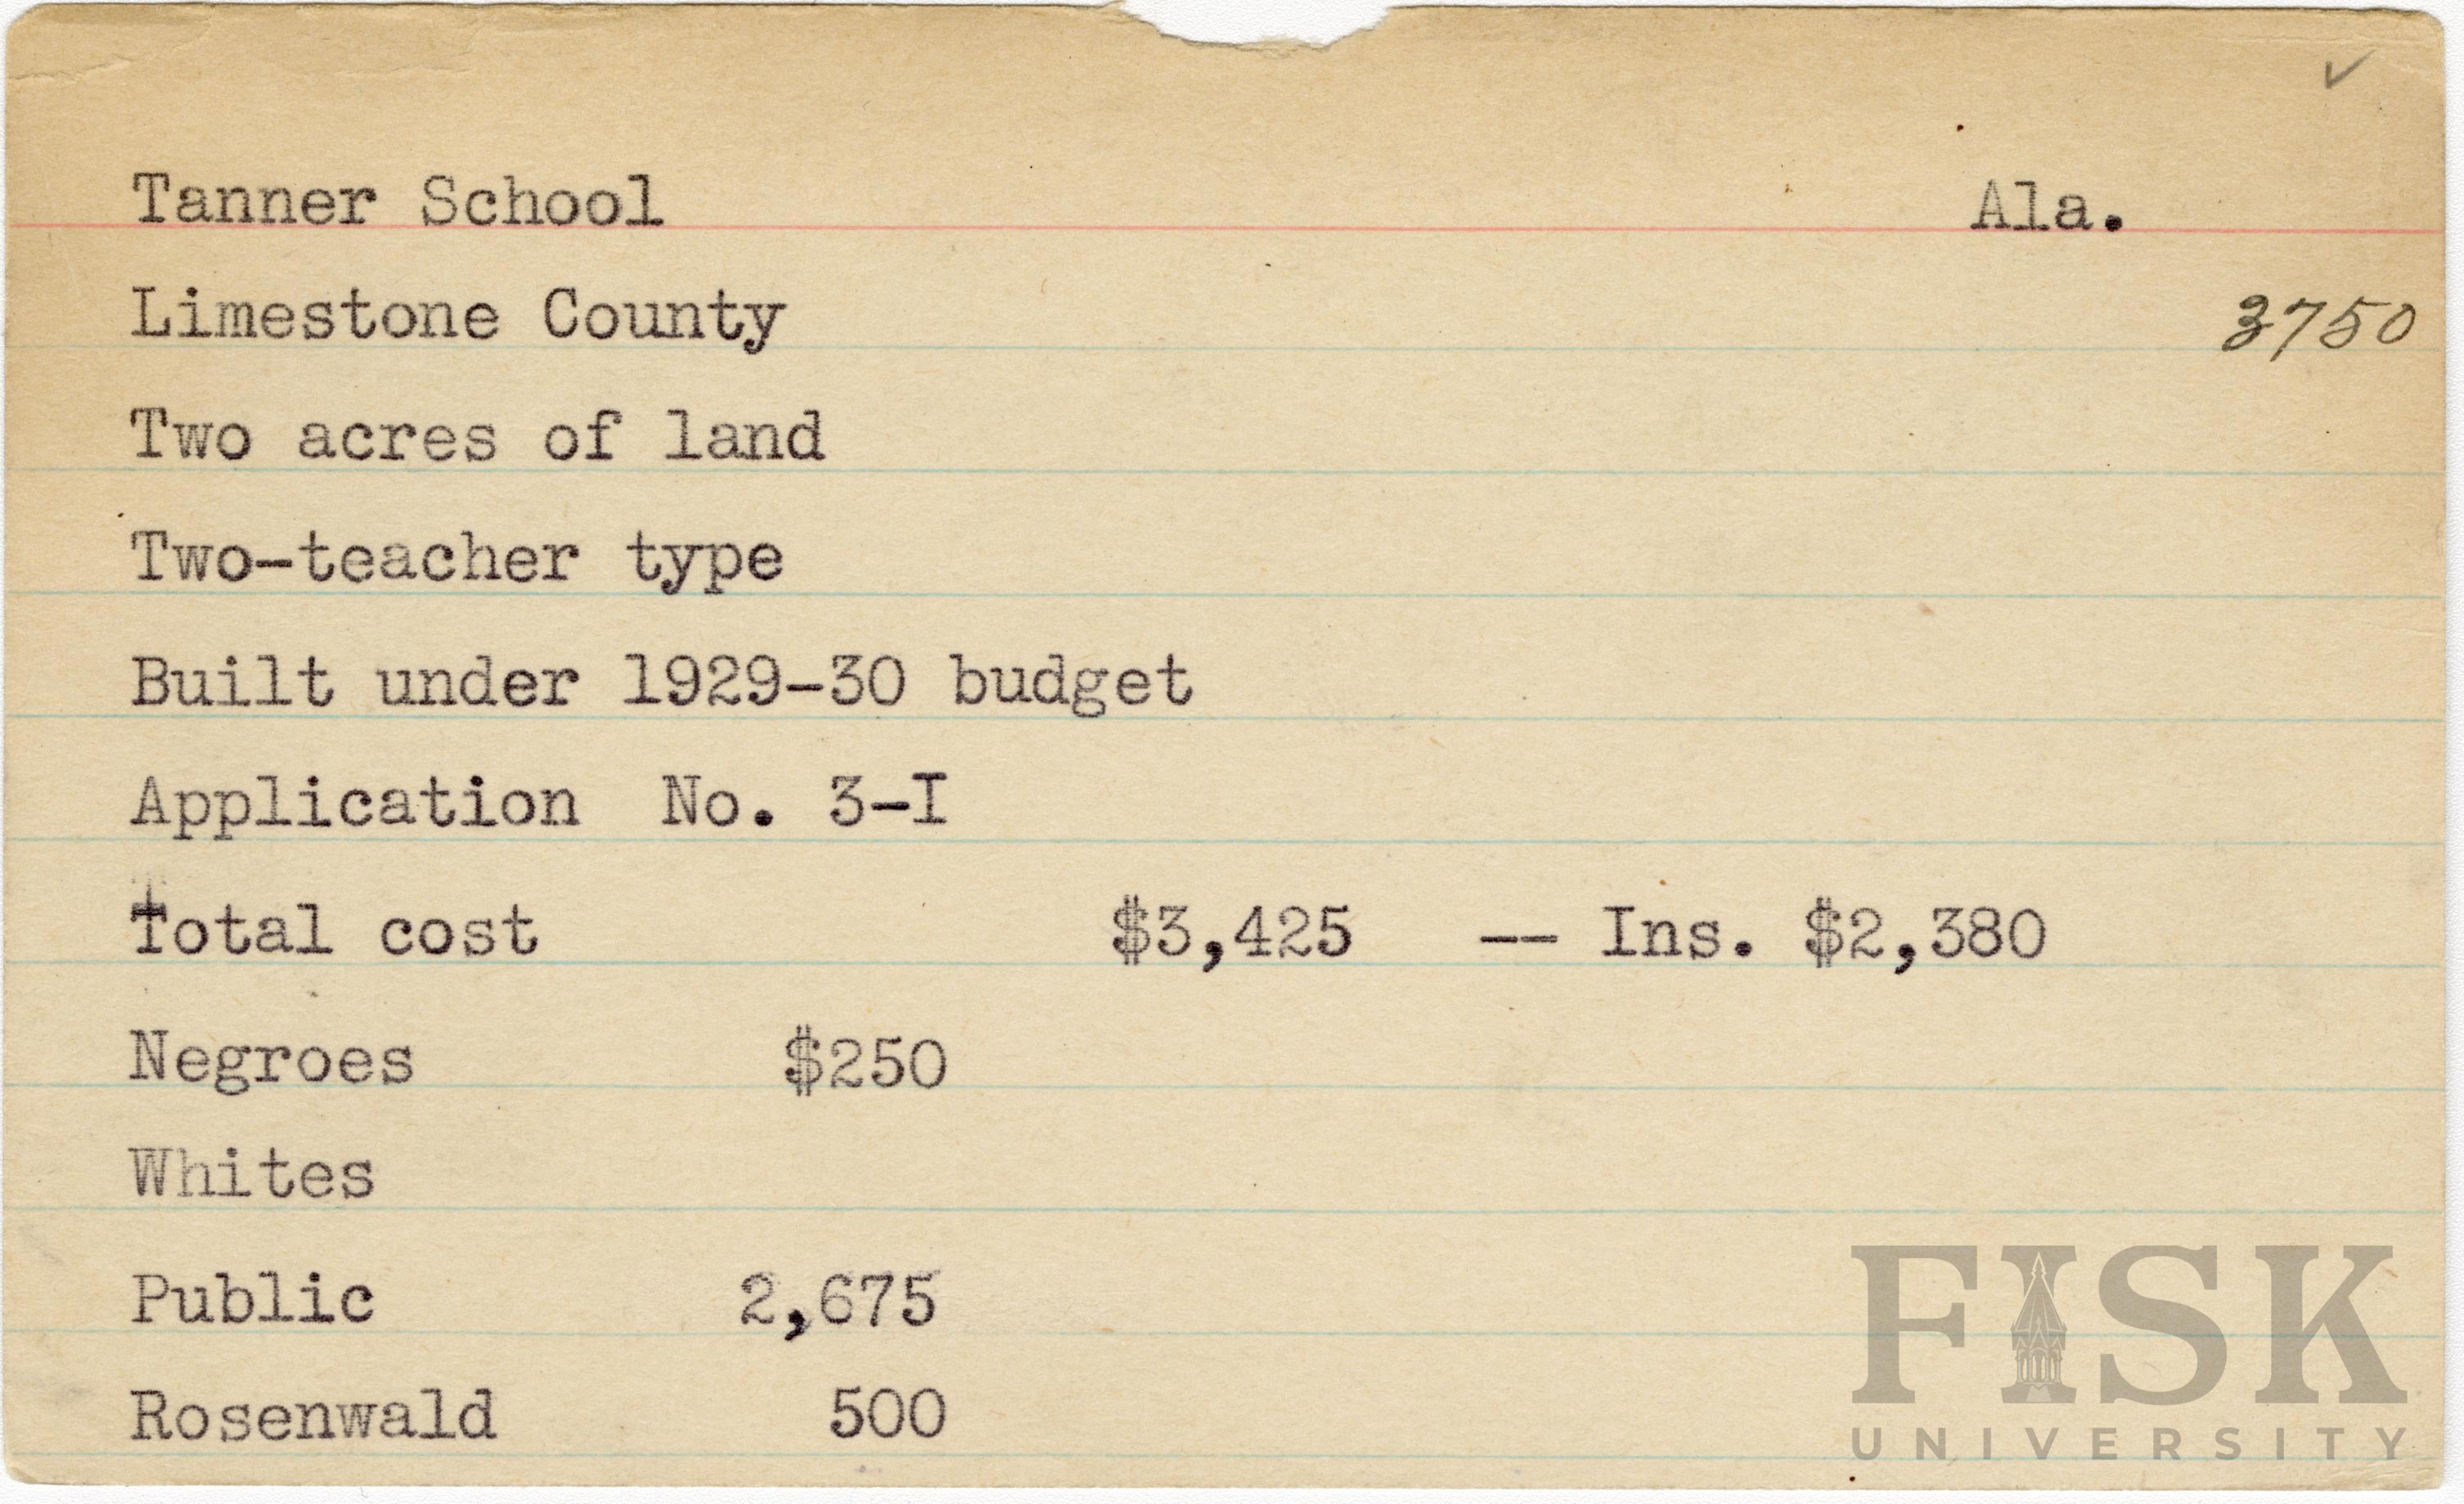 Tanner School Ala.
Limestone County 3750
Two acres of land
Two-teacher type
Built under 1929-30 budget
Application No. 3-I
Total cost $3,425 -- Ins. $2,380
Negroes $250
Whites
Public 2,675
Rosenwald 500
FISK
UNIVERSITY